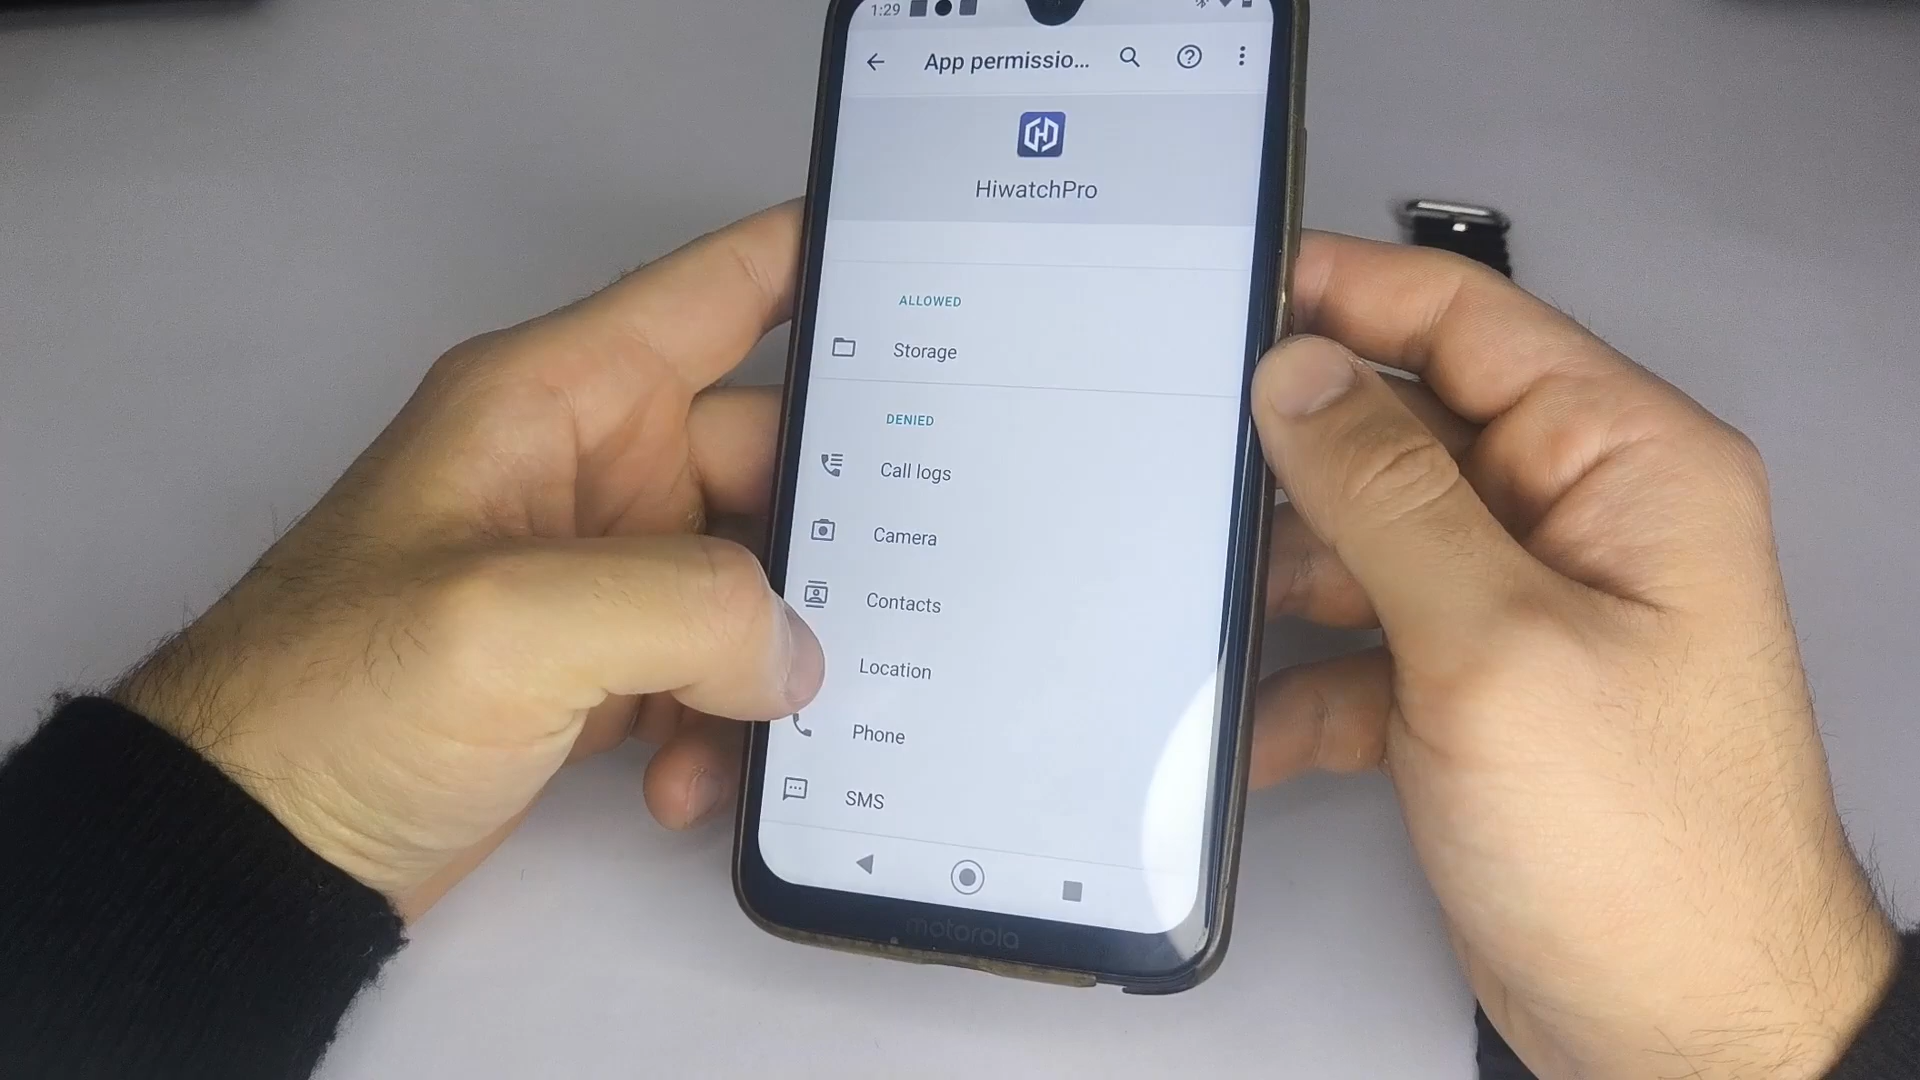 1:29
App permissio...
HiwatchPro
ALLOWED
Storage
DENIED
Call logs
Camera
Contacts
Location
Phone
SMS
motorola